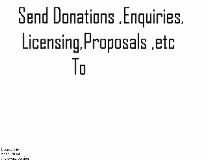 Send Donations ,Enquiries,
Licensing,Proposals ,etc
To